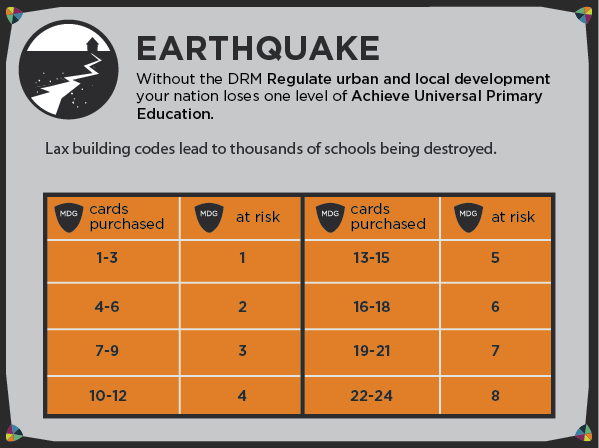 EARTHQUAKE
Without the DRM Regulate urban and local development
your nation loses one level of Achieve Universal Primary
Education.
Lax building codes lead to thousands of schools being destroyed.
MDG cards purchased MDG at risk MDG cards purchased MDG at risk
1-3 1 13-15 5
4-6 2 16-18 6
7-9 3 19-21 7
10-12 4 22-24 8